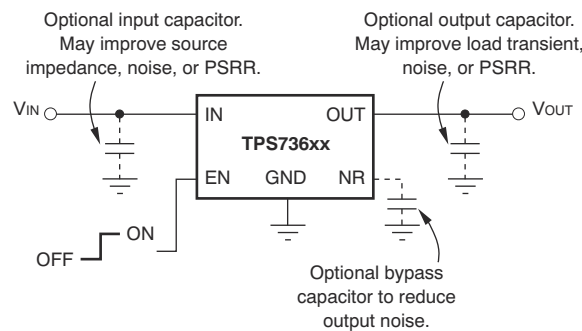 Optional input capacitor.
May improve source
impedance, noise, or PSRR.
Optional output capacitor.
May improve load transient,
noise, or PSRR.
VIN
IN
OUT
VOUT
TPS736xx
EN
GND
NR
ON
OFF
Optional bypass
capacitor to reduce
output noise.